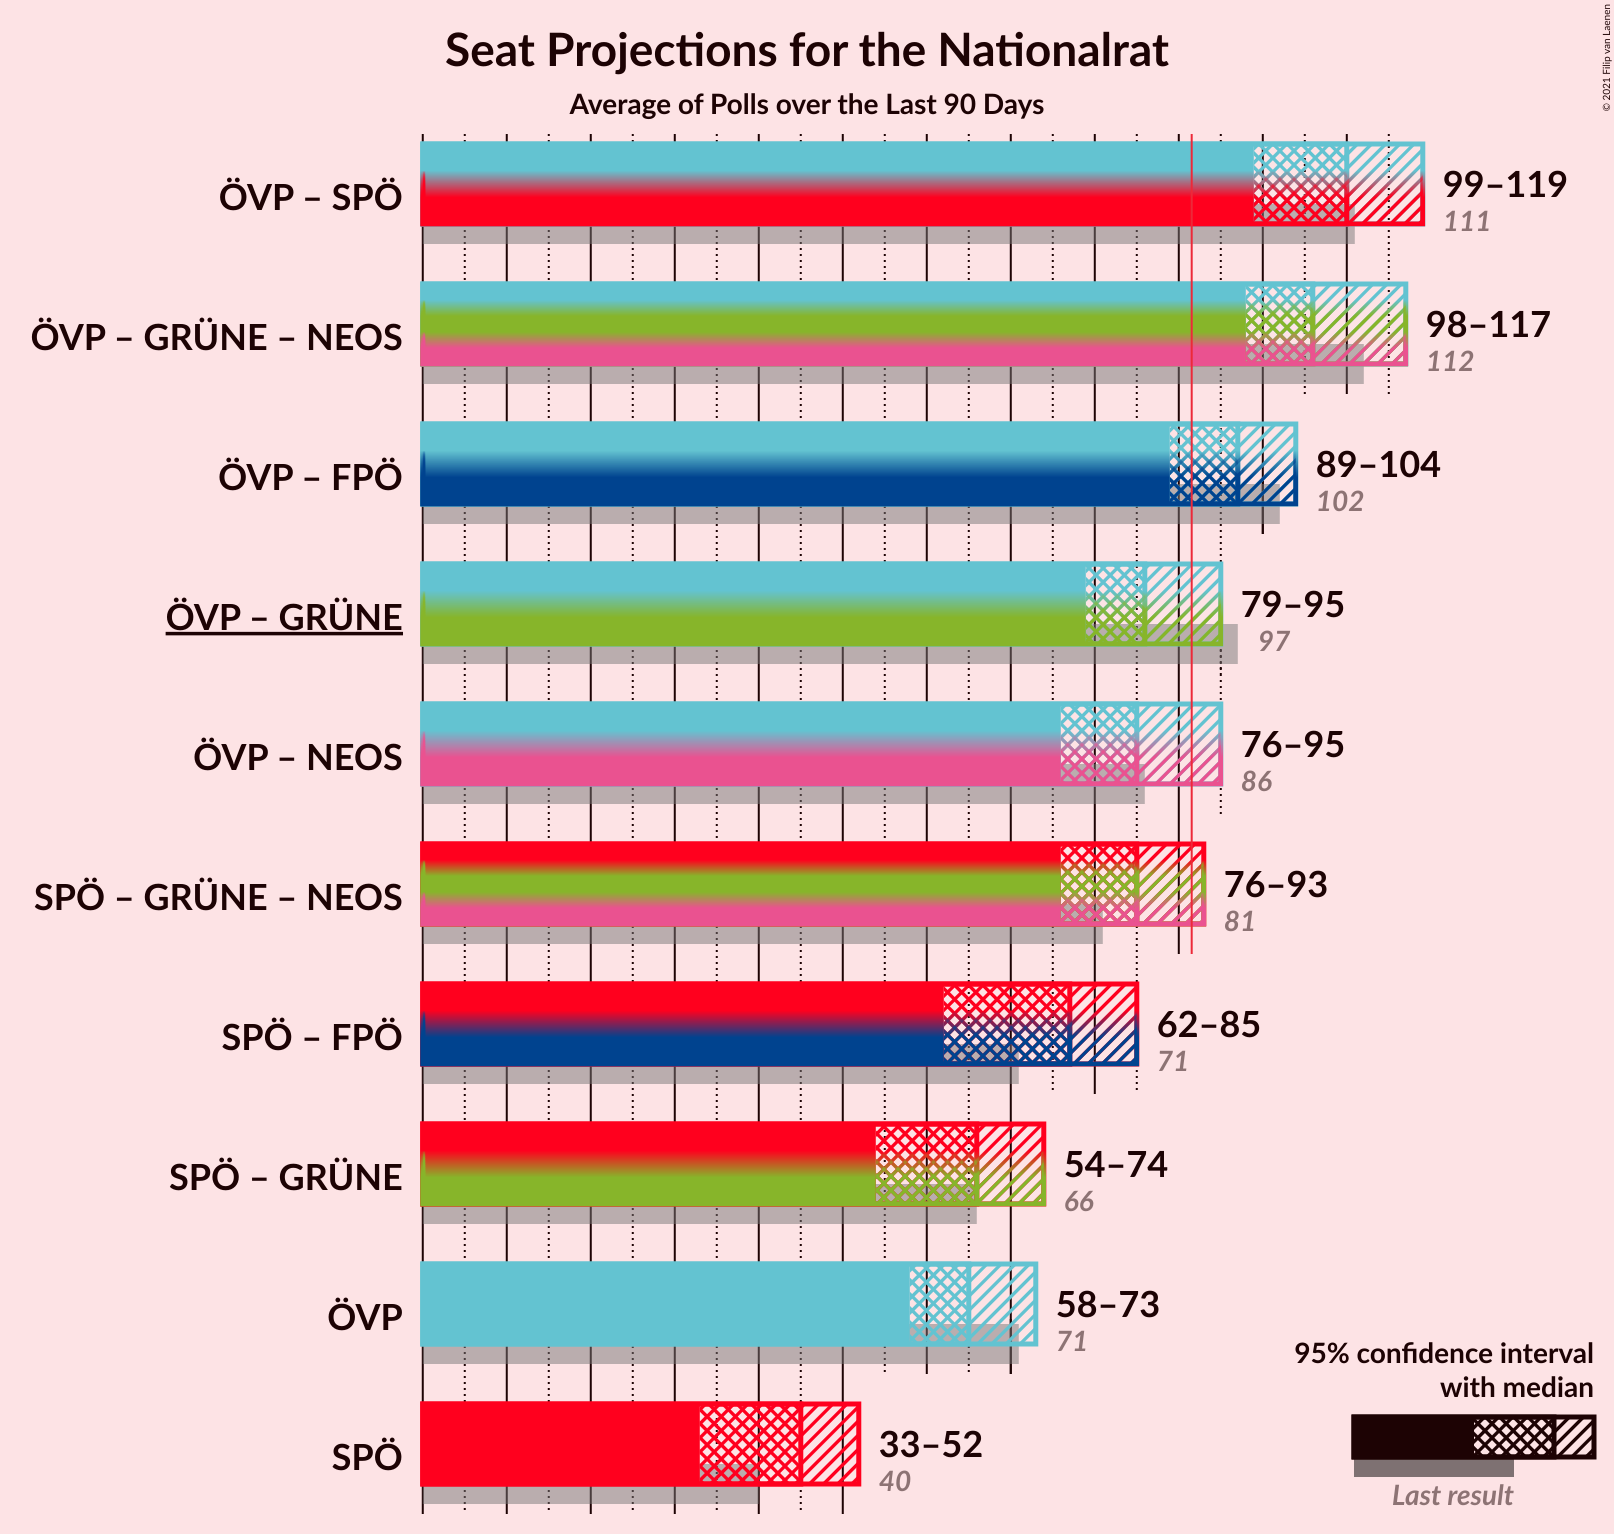 Seat Projections for the Nationalrat
Average of Polls over the Last 90 Days
© 2021 Filip van Laenen
ÖVP – SPÖ
99–119
111
ÖVP – GRÜNE – NEOS
98–117
112
ÖVP – FPÖ
89–104
102
ÖVP – GRÜNE
79–95
97
ÖVP – NEOS
76–95
86
SPÖ – GRÜNE – NEOS
76–93
81
SPÖ – FPÖ
62–85
71
SPÖ – GRÜNE
54–74
66
ÖVP
58–73
71
SPÖ
33–52
40
95% confidence interval
with median
Last result